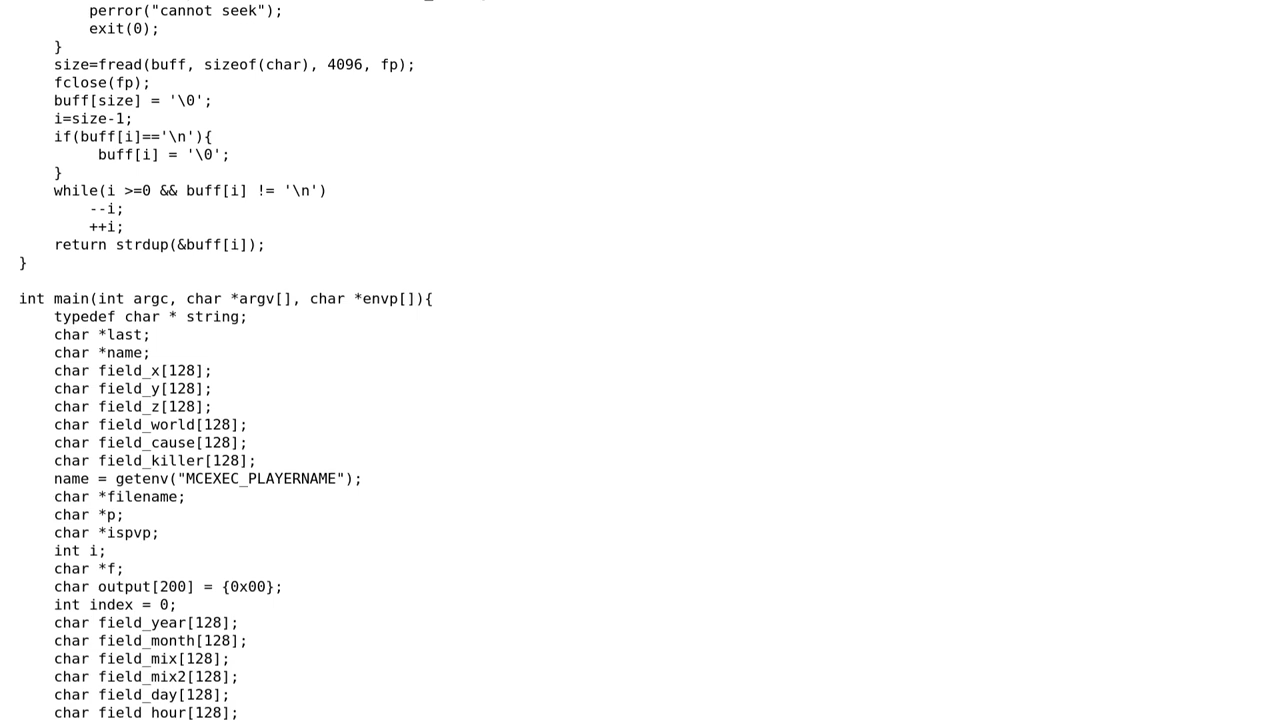 perror("cannot seek");
exit(0);
}
size=fread(buff, sizeof(char), 4096, fp);
fclose(fp);
buff[size] = '\0';
i=size-1;
if(buff[i]=='\n'){
buff[i] = '\0';
}
while(i >=0 && buff[i] != '\n')
--i;
++i;
return strdup(&buff[i]);
}
int main(int argc, char *argv[], char *envp[]){
typedef char * string;
char *last;
char *name;
char field_x[128];
char field_y[128];
char field_z[128];
char field_world[128];
char field_cause[128];
char field_killer[128];
name = getenv("MCEXEC_PLAYERNAME");
char *filename;
char *p;
char *ispvp;
int i;
char *f;
char output[200] = {0x00};
int index = 0;
char field_year[128];
char field_month[128];
char field_mix[128];
char field_mix2[128];
char field_day[128];
char field_hour[128];